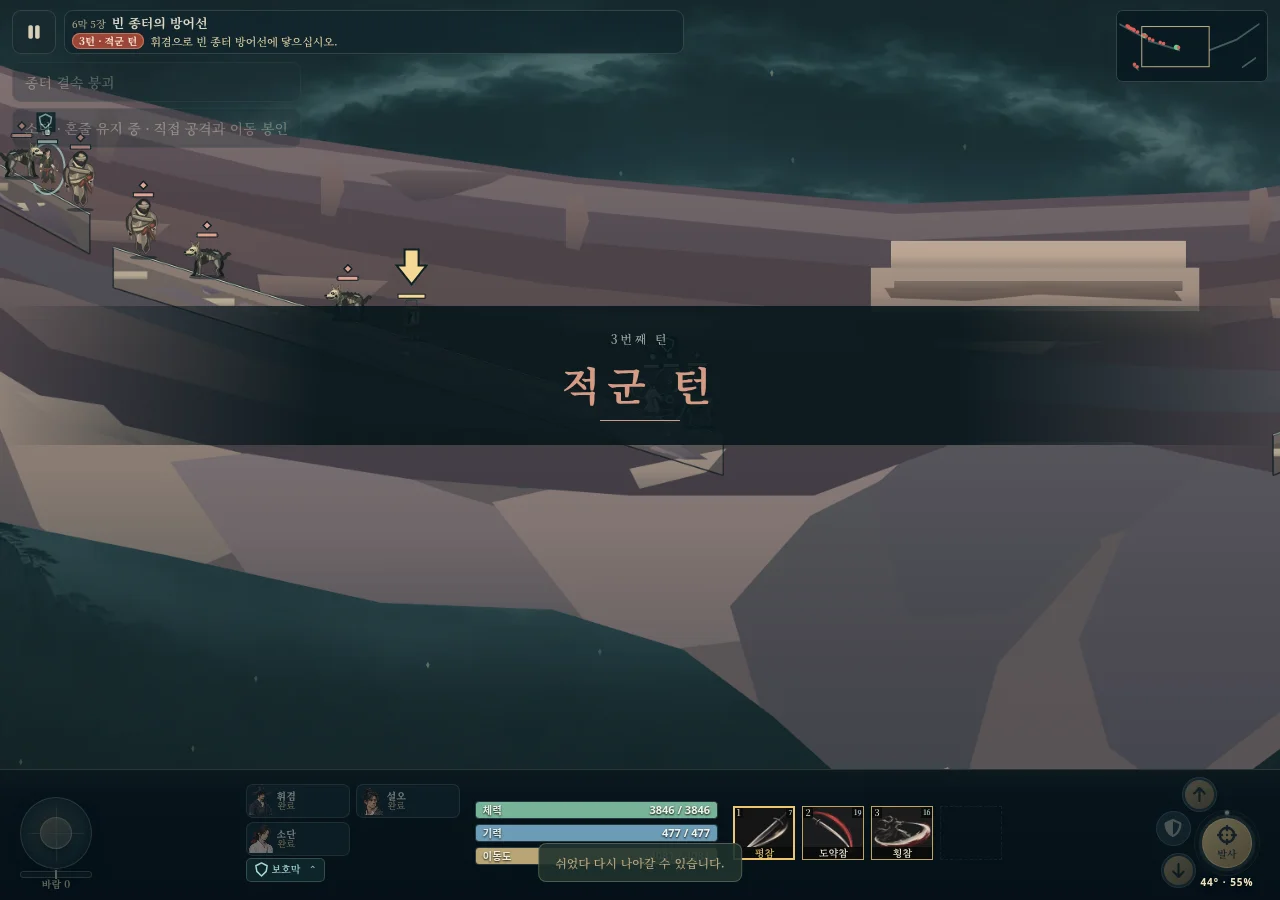 6막 5장 빈 종터의 방어선
3턴 · 적군 턴 휘겸으로 빈 종터 방어선에 닿으십시오.
종터 결속 붕괴
소단 · 혼줄 유지 중 · 직접 공격과 이동 봉인
3번째 턴
적군 턴
휘겸
완료
설오
완료
소단
완료
보호막
체력 3846 / 3846
기력 477 / 477
이동도
쉬었다 다시 나아갈 수 있습니다.
1 7
평참
2 19
도약참
3 16
횡참
바람 0
발사
44° · 55%